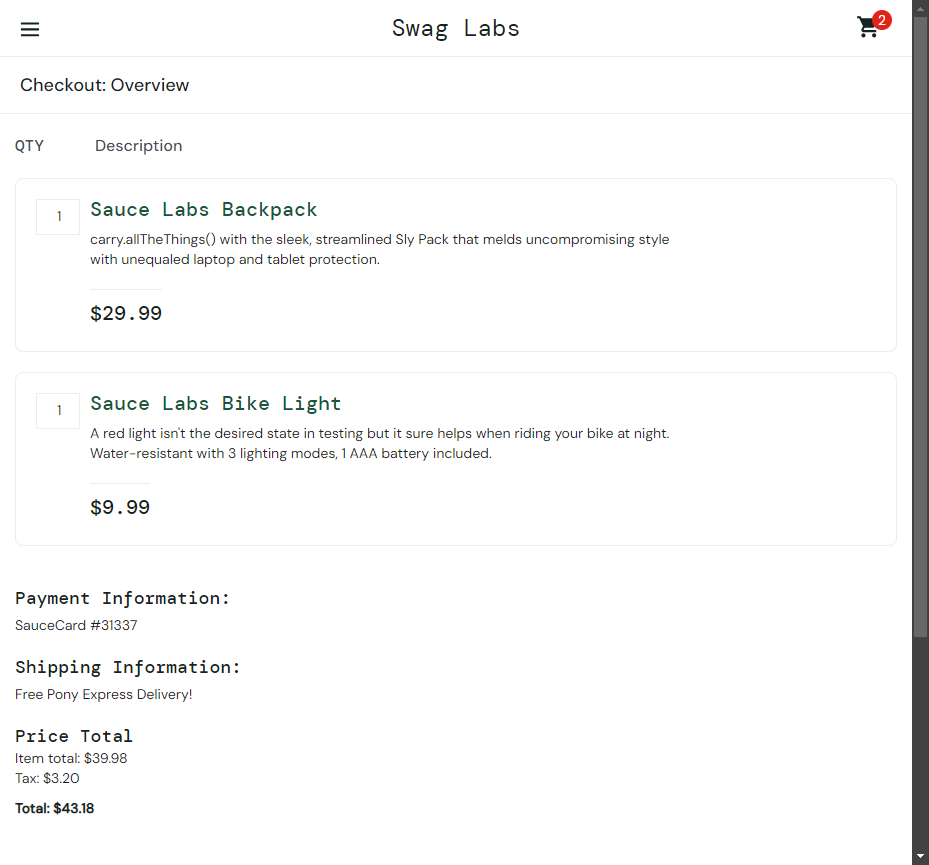 Swag Labs
2
Checkout: Overview
QTY Description
1
Sauce Labs Backpack
carry.allTheThings() with the sleek, streamlined Sly Pack that melds uncompromising style
with unequaled laptop and tablet protection.
$29.99
1
Sauce Labs Bike Light
A red light isn't the desired state in testing but it sure helps when riding your bike at night.
Water-resistant with 3 lighting modes, 1 AAA battery included.
$9.99
Payment Information:
SauceCard #31337
Shipping Information:
Free Pony Express Delivery!
Price Total
Item total: $39.98
Tax: $3.20
Total: $43.18